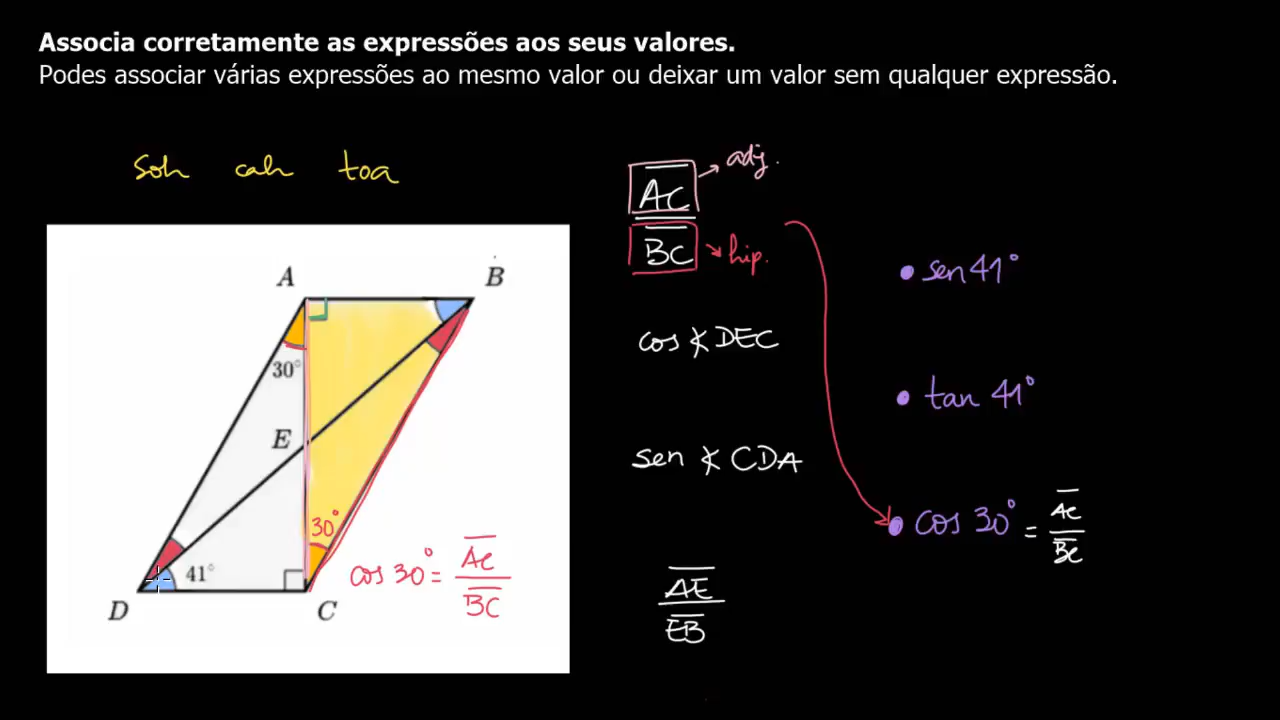 Associa corretamente as expressões aos seus valores.
Podes associar várias expressões ao mesmo valor ou deixar um valor sem qualquer expressão.
Soh cah toa
AC
BC
adj.
hip.
cos ∡ DEC
sen ∡ CDA
AE
EB
sen 41°
tan 41°
cos 30° = AC
BC
A
B
30°
E
30°
41°
D
C
cos 30° = AC
BC